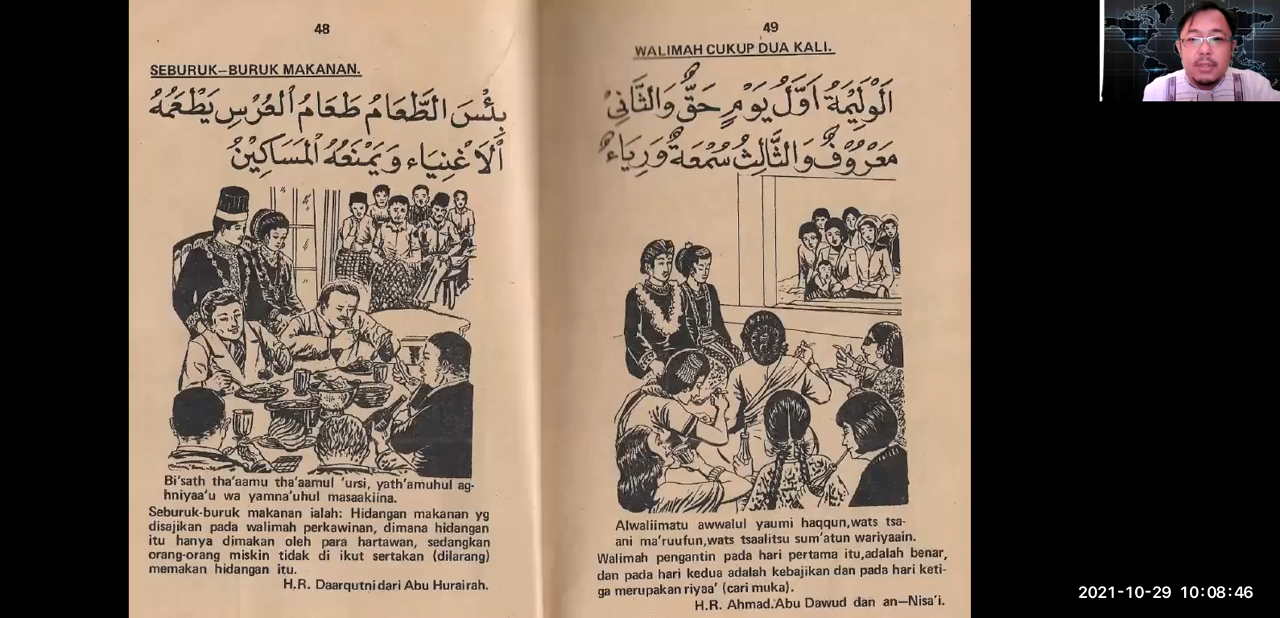 48
SEBURUK-BURUK MAKANAN.
بِئْسَ الطَّعَامُ طَعَامُ الْعُرْسِ يَطْعَمُهُ
الْأَغْنِيَاء وَيَمْنَعُهُ الْمَسَاكِيْنُ
Bi'sath tha'aamu tha'aamul 'ursi, yath'amuhul ag-
hniyaa'u wa yamna'uhul masaakiina.
Seburuk-buruk makanan ialah: Hidangan makanan yg
disajikan pada walimah perkawinan, dimana hidangan
itu hanya dimakan oleh para hartawan, sedangkan
orang-orang miskin tidak di ikut sertakan (dilarang)
memakan hidangan itu.
H.R. Daarqutni dari Abu Hurairah.
49
WALIMAH CUKUP DUA KALI.
الْوَلِيْمَةُ اَوَّلُ يَوْمٍ حَقٌّ وَالثَّانِى
مَعْرُوْفٌ وَالثَّالِثُ سُمْعَةٌ وَرِيَاءٌ
Alwaliimatu awwalul yaumi haqqun,wats tsa-
ani ma'ruufun,wats tsaalitsu sum'atun wariyaain.
Walimah pengantin pada hari pertama itu,adalah benar,
dan pada hari kedua adalah kebajikan dan pada hari keti-
ga merupakan riyaa' (cari muka).
H.R. Ahmad.Abu Dawud dan an-Nisa'i.
2021-10-29 10:08:46